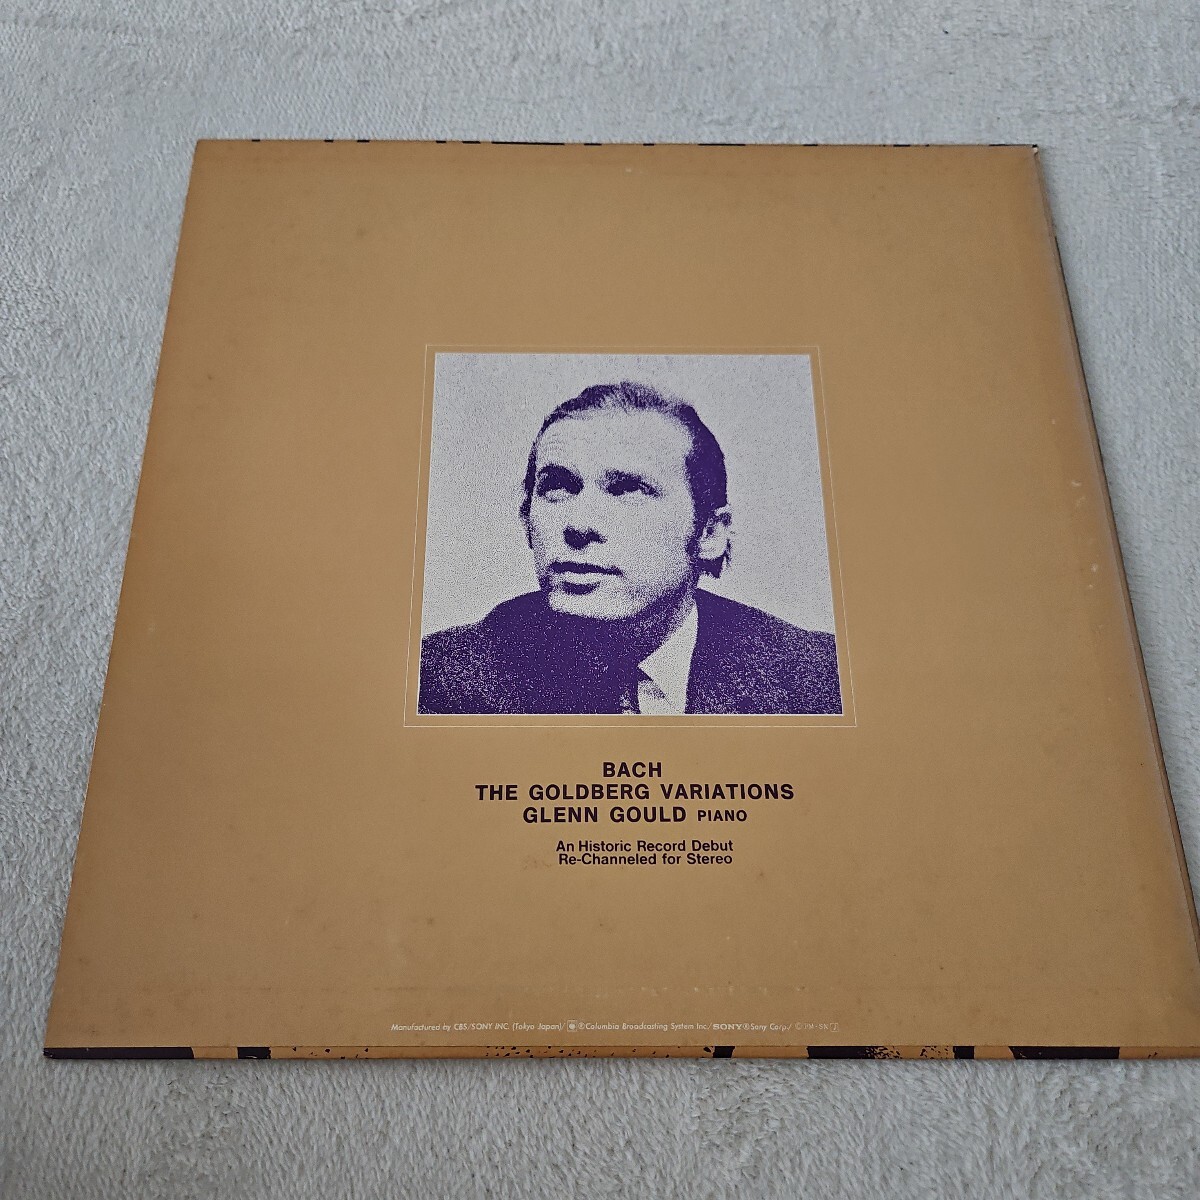 BACH
THE GOLDBERG VARIATIONS
GLENN GOULD PIANO
An Historic Record Debut
Re-Channeled for Stereo
Manufactured by CBS/SONY INC. (Tokyo Japan)/ ®Columbia Broadcasting System Inc./ SONY®Sony Corp./